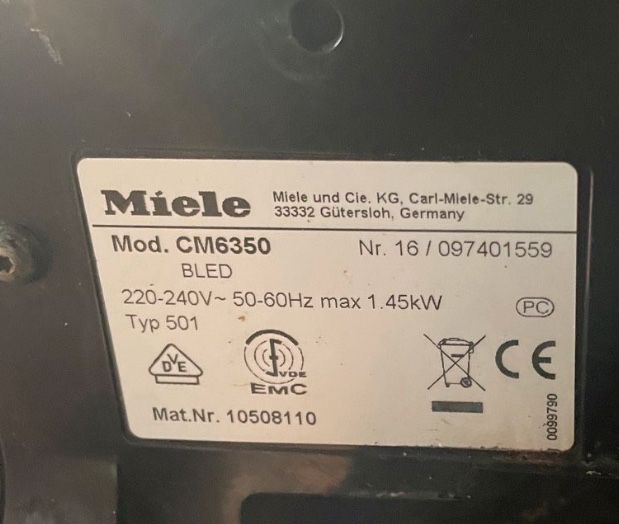 Miele
Miele und Cie. KG, Carl-Miele-Str. 29
33332 Gütersloh, Germany
Mod. CM6350
Nr. 16 / 097401559
BLED
220-240V~ 50-60Hz max 1.45kW
PC
Typ 501
DVE
VDE
EMC
CE
Mat.Nr. 10508110
0099790